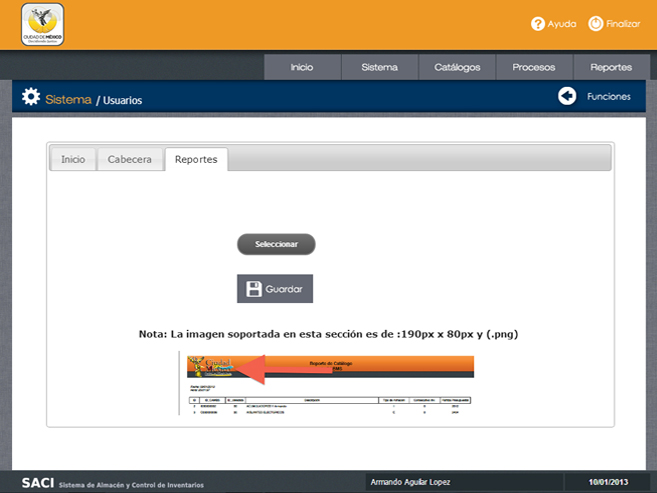 CIUDAD DE MÉXICO
Ayuda
Finalizar
Inicio
Sistema
Catálogos
Procesos
Reportes
Sistema / Usuarios
Funciones
Inicio
Cabecera
Reportes
Seleccionar
Guardar
Nota: La imagen soportada en esta sección es de :190px x 80px y (.png)
Ciudad
Reporte de Catálogo
SACI Sistema de Almacén y Control de Inventarios
Armando Aguilar Lopez
10/01/2013